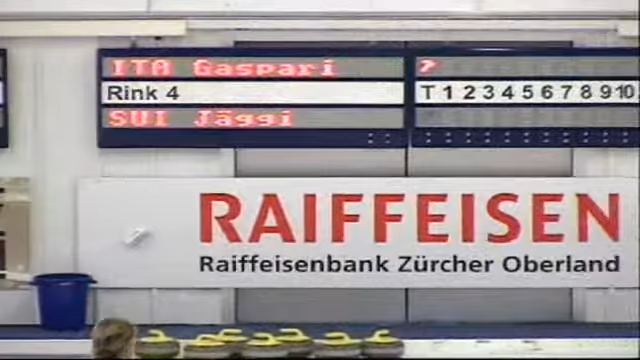 ITA Gaspari ?
Rink 4 T 1 2 3 4 5 6 7 8 9 10
SUI Jäggi
RAIFFEISEN
Raiffeisenbank Zürcher Oberland